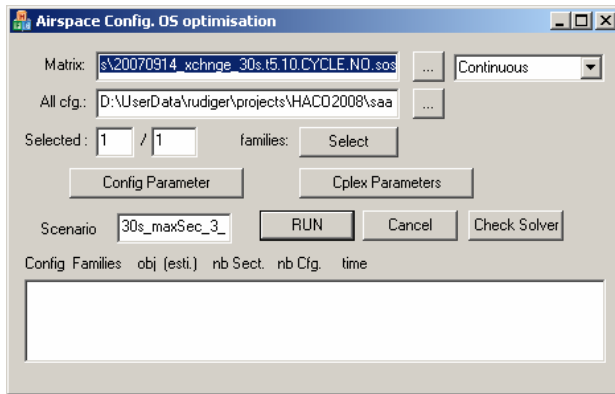 Airspace Config. OS optimisation
Matrix: s\20070914_xchnge_30s.t5.10.CYCLE.NO.sos ... Continuous
All cfg.: D:\UserData\rudiger\projects\HACO2008\saa ...
Selected : 1 / 1 families: Select
Config Parameter Cplex Parameters
Scenario 30s_maxSec_3_ RUN Cancel Check Solver
Config Families obj (esti.) nb Sect. nb Cfg. time